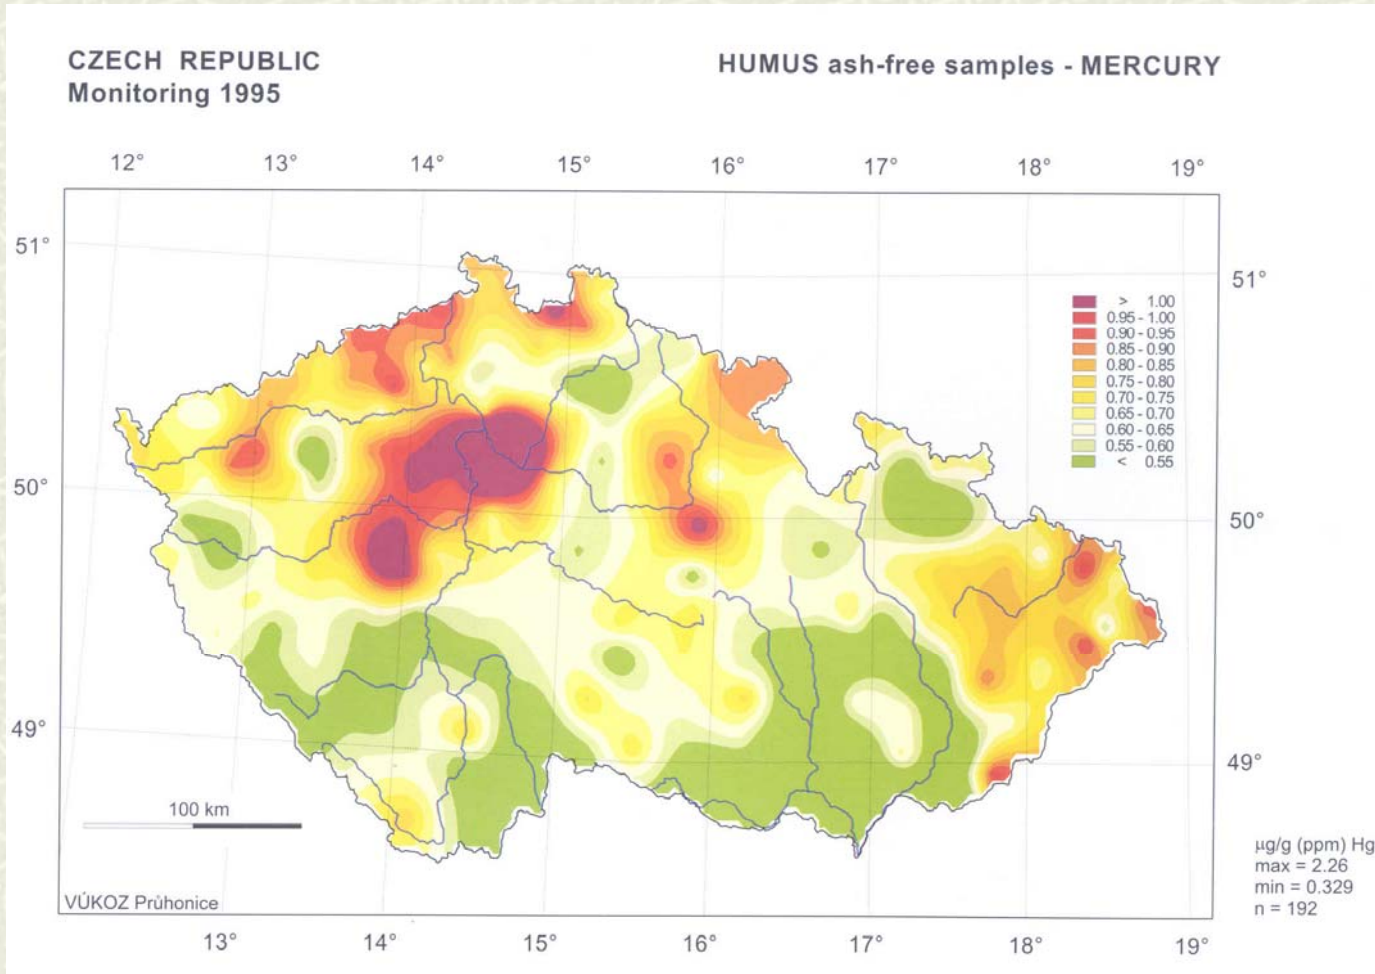 CZECH REPUBLIC
Monitoring 1995
HUMUS ash-free samples - MERCURY
12° 13° 14° 15° 16° 17° 18° 19°
51°
51°
> 1.00
0.95 - 1.00
0.90 - 0.95
0.85 - 0.90
0.80 - 0.85
0.75 - 0.80
0.70 - 0.75
0.65 - 0.70
0.60 - 0.65
0.55 - 0.60
< 0.55
50°
50°
49°
49°
100 km
µg/g (ppm) Hg
max = 2.26
min = 0.329
n = 192
VÚKOZ Průhonice
13° 14° 15° 16° 17° 18° 19°